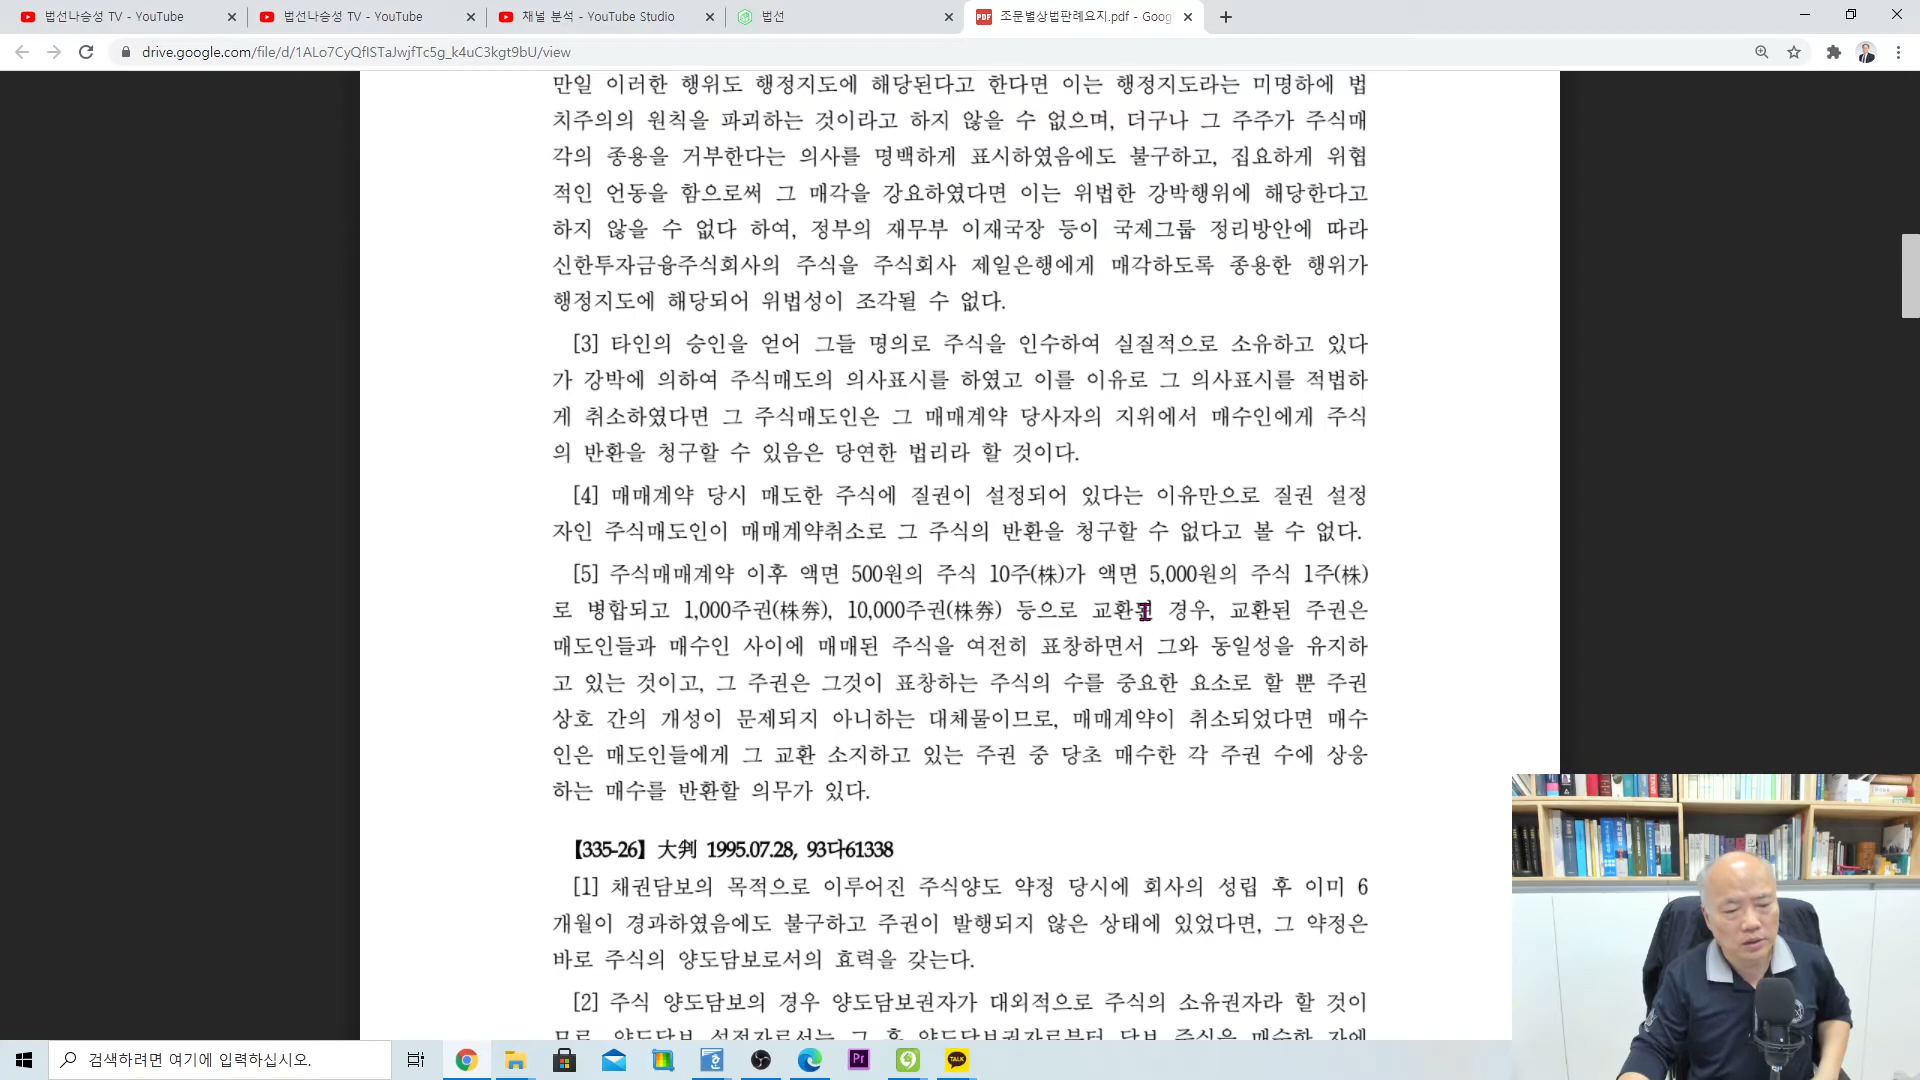 법선나승성 TV - YouTube
법선나승성 TV - YouTube
채널 분석 - YouTube Studio
법선
조문별상법판례요지.pdf - Goog
drive.google.com/file/d/1ALo7CyQfISTaJwjfTc5g_k4uC3kgt9bU/view
만일 이러한 행위도 행정지도에 해당된다고 한다면 이는 행정지도라는 미명하에 법
치주의의 원칙을 파괴하는 것이라고 하지 않을 수 없으며, 더구나 그 주주가 주식매
각의 종용을 거부한다는 의사를 명백하게 표시하였음에도 불구하고, 집요하게 위협
적인 언동을 함으로써 그 매각을 강요하였다면 이는 위법한 강박행위에 해당한다고
하지 않을 수 없다 하여, 정부의 재무부 이재국장 등이 국제그룹 정리방안에 따라
신한투자금융주식회사의 주식을 주식회사 제일은행에게 매각하도록 종용한 행위가
행정지도에 해당되어 위법성이 조각될 수 없다.
[3] 타인의 승인을 얻어 그들 명의로 주식을 인수하여 실질적으로 소유하고 있다
가 강박에 의하여 주식매도의 의사표시를 하였고 이를 이유로 그 의사표시를 적법하
게 취소하였다면 그 주식매도인은 그 매매계약 당사자의 지위에서 매수인에게 주식
의 반환을 청구할 수 있음은 당연한 법리라 할 것이다.
[4] 매매계약 당시 매도한 주식에 질권이 설정되어 있다는 이유만으로 질권 설정
자인 주식매도인이 매매계약취소로 그 주식의 반환을 청구할 수 없다고 볼 수 없다.
[5] 주식매매계약 이후 액면 500원의 주식 10주(株)가 액면 5,000원의 주식 1주(株)
로 병합되고 1,000주권(株券), 10,000주권(株券) 등으로 교환된 경우, 교환된 주권은
매도인들과 매수인 사이에 매매된 주식을 여전히 표창하면서 그와 동일성을 유지하
고 있는 것이고, 그 주권은 그것이 표창하는 주식의 수를 중요한 요소로 할 뿐 주권
상호 간의 개성이 문제되지 아니하는 대체물이므로, 매매계약이 취소되었다면 매수
인은 매도인들에게 그 교환 소지하고 있는 주권 중 당초 매수한 각 주권 수에 상응
하는 매수를 반환할 의무가 있다.
【335-26】 大判 1995.07.28, 93다61338
[1] 채권담보의 목적으로 이루어진 주식양도 약정 당시에 회사의 성립 후 이미 6
개월이 경과하였음에도 불구하고 주권이 발행되지 않은 상태에 있었다면, 그 약정은
바로 주식의 양도담보로서의 효력을 갖는다.
[2] 주식 양도담보의 경우 양도담보권자가 대외적으로 주식의 소유권자라 할 것이
므로, 양도담보 설정자로서는 그 후 양도담보권자로부터 담보 주식을 매수한 자에
검색하려면 여기에 입력하십시오.
Pr
TALK